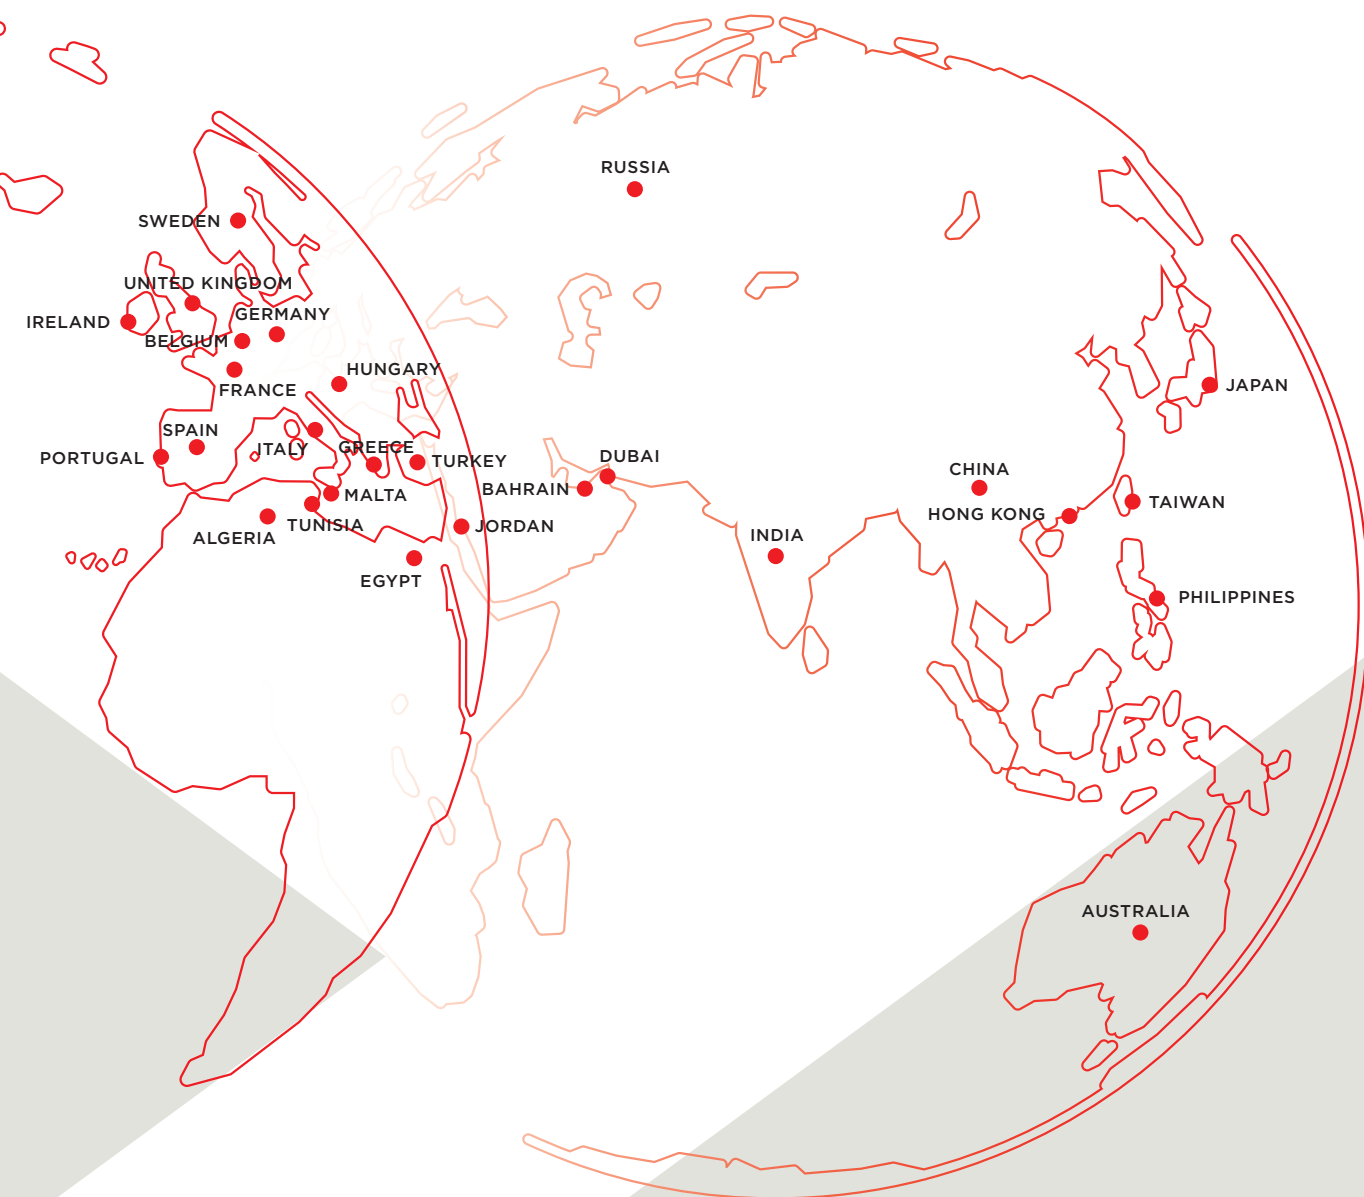 RUSSIA
SWEDEN
UNITED KINGDOM
GERMANY
IRELAND
BELGIUM
HUNGARY
FRANCE
JAPAN
SPAIN
ITALY
GREECE
PORTUGAL
TURKEY
DUBAI
BAHRAIN
CHINA
MALTA
TAIWAN
HONG KONG
TUNISIA
JORDAN
ALGERIA
INDIA
EGYPT
PHILIPPINES
AUSTRALIA